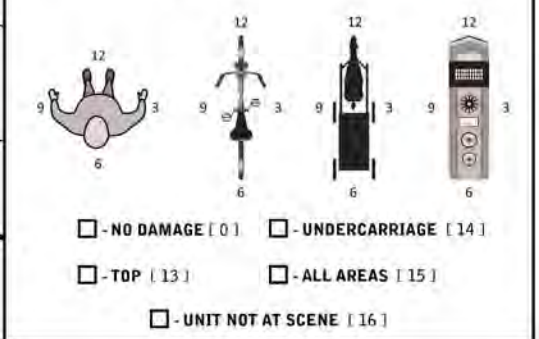 12 12 12 12
9 3 9 3 9 3 9 3
6 6 6 6
- NO DAMAGE [ 0 ] - UNDERCARRIAGE [ 14 ]
- TOP [ 13 ] - ALL AREAS [ 15 ]
- UNIT NOT AT SCENE [ 16 ]